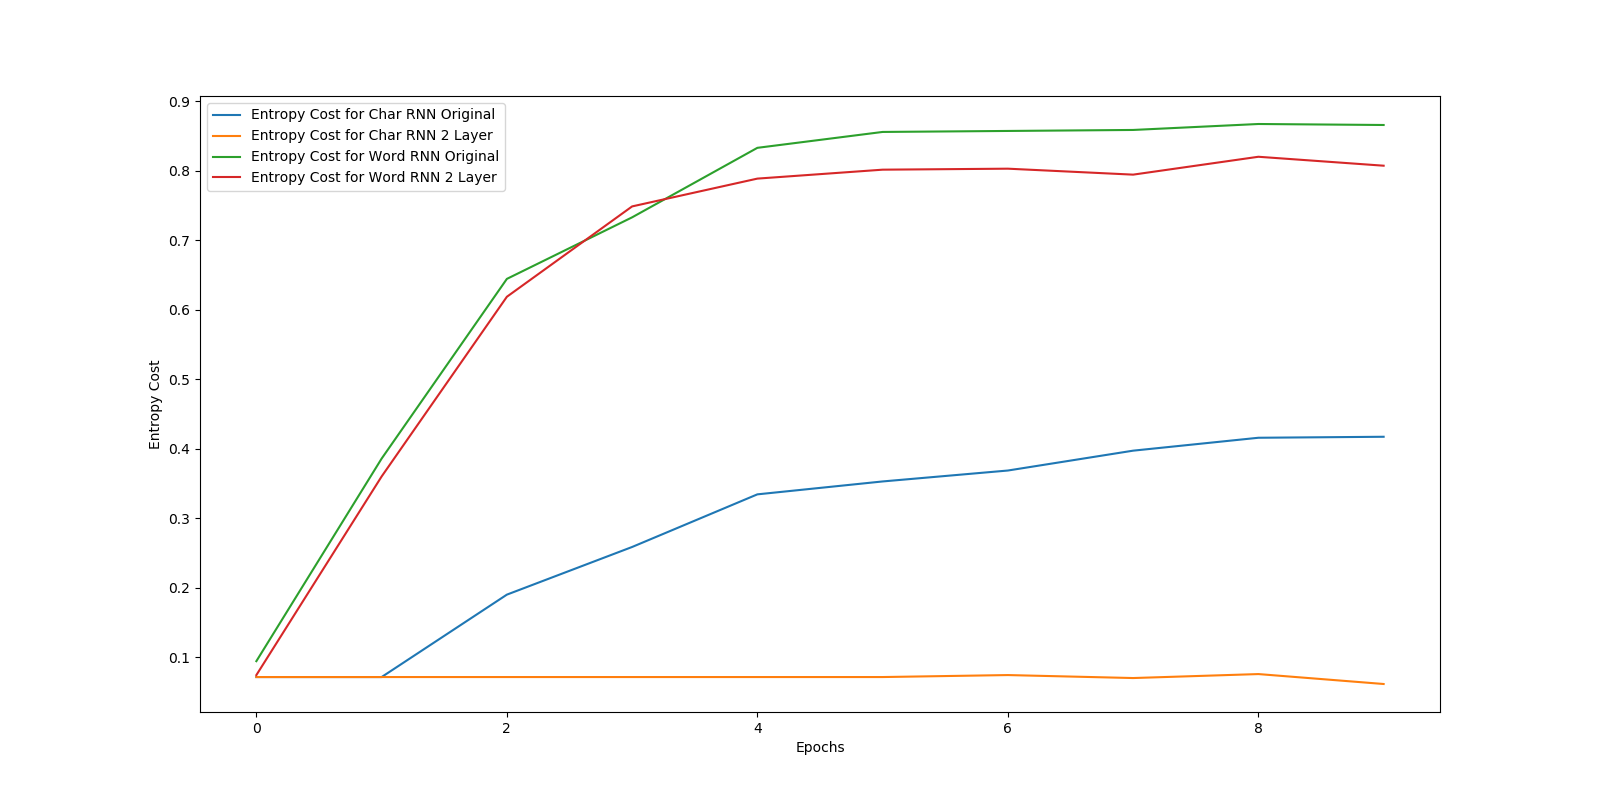 Entropy Cost for Char RNN Original
Entropy Cost for Char RNN 2 Layer
Entropy Cost for Word RNN Original
Entropy Cost for Word RNN 2 Layer
0.9
0.8
0.7
0.6
0.5
0.4
0.3
0.2
0.1
Entropy Cost
0 2 4 6 8
Epochs